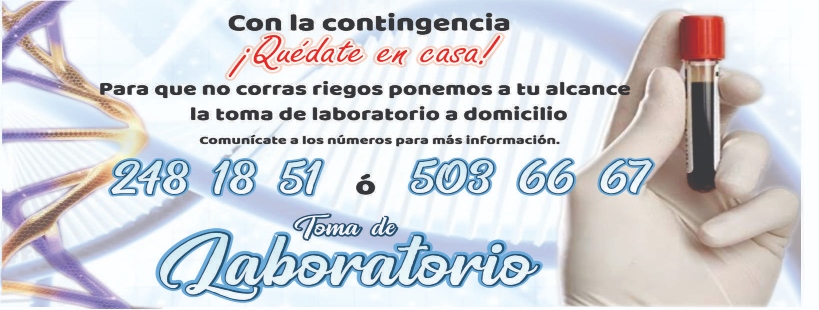 Con la contingencia
¡Quédate en casa!
Para que no corras riegos ponemos a tu alcance
la toma de laboratorio a domicilio
Comunícate a los números para más información.
248 18 51 ó 503 66 67
Toma de
Laboratorio